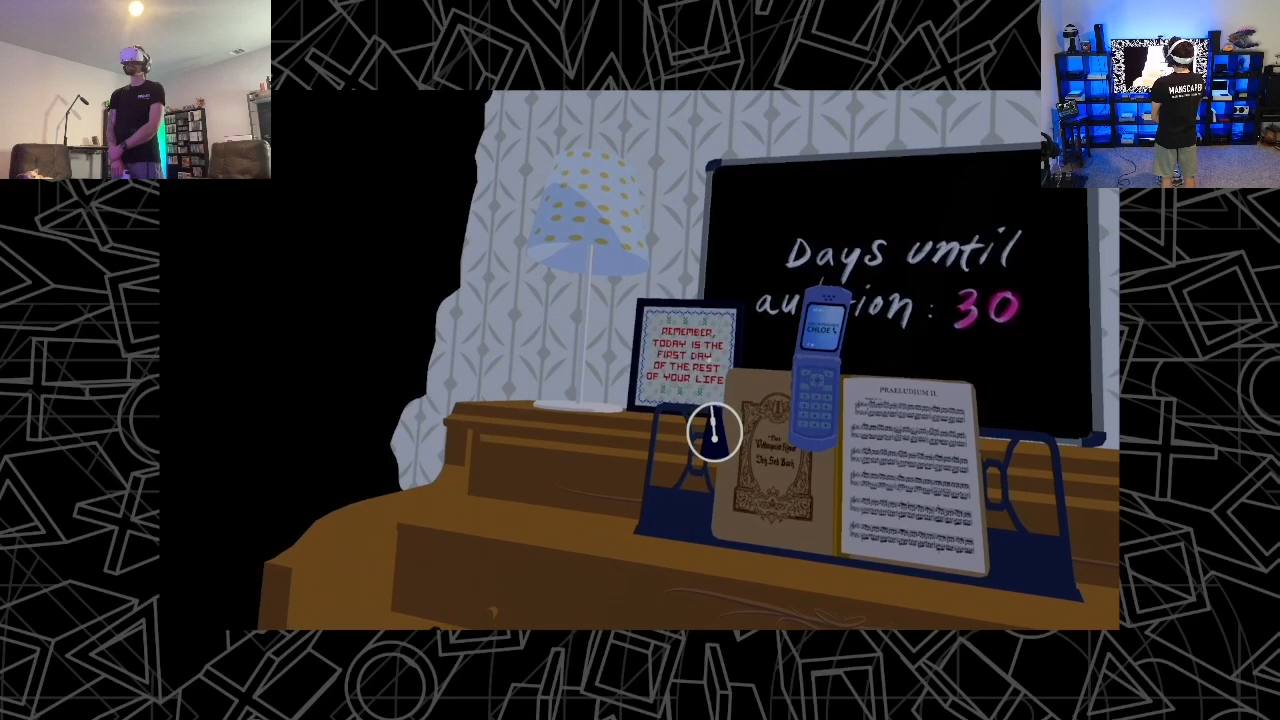 MANSCAPED
Days until
au ion: 30
CHLOE
REMEMBER,
TODAY IS THE
FIRST DAY
OF THE REST
OF YOUR LIFE
PRAELUDIUM II.